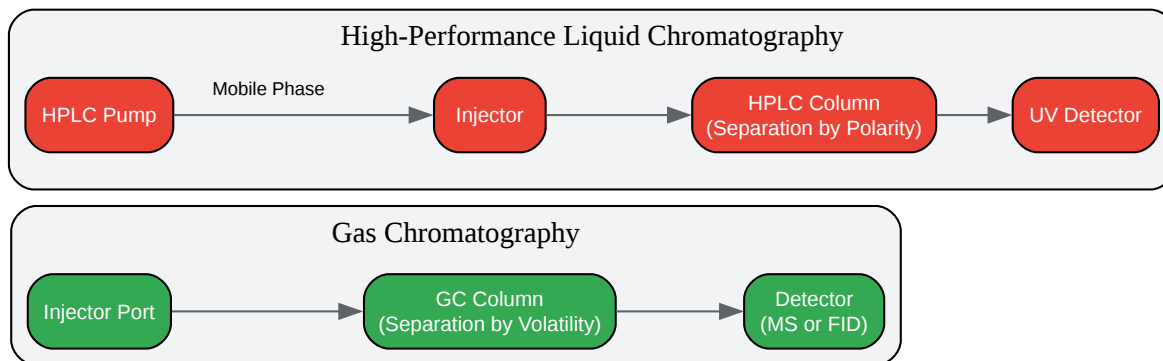 High-Performance Liquid Chromatography
HPLC Pump
Mobile Phase
Injector
HPLC Column
(Separation by Polarity)
UV Detector
Gas Chromatography
Injector Port
GC Column
(Separation by Volatility)
Detector
(MS or FID)